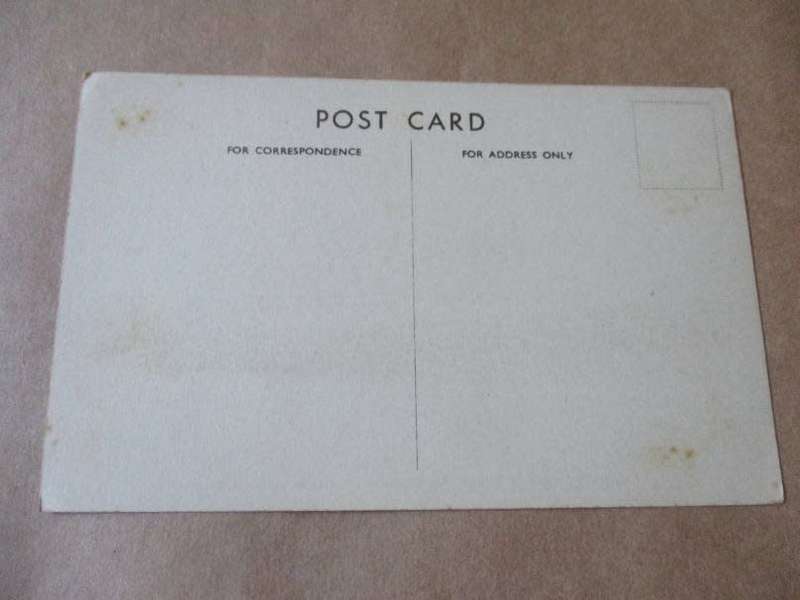 POST CARD
FOR CORRESPONDENCE
FOR ADDRESS ONLY